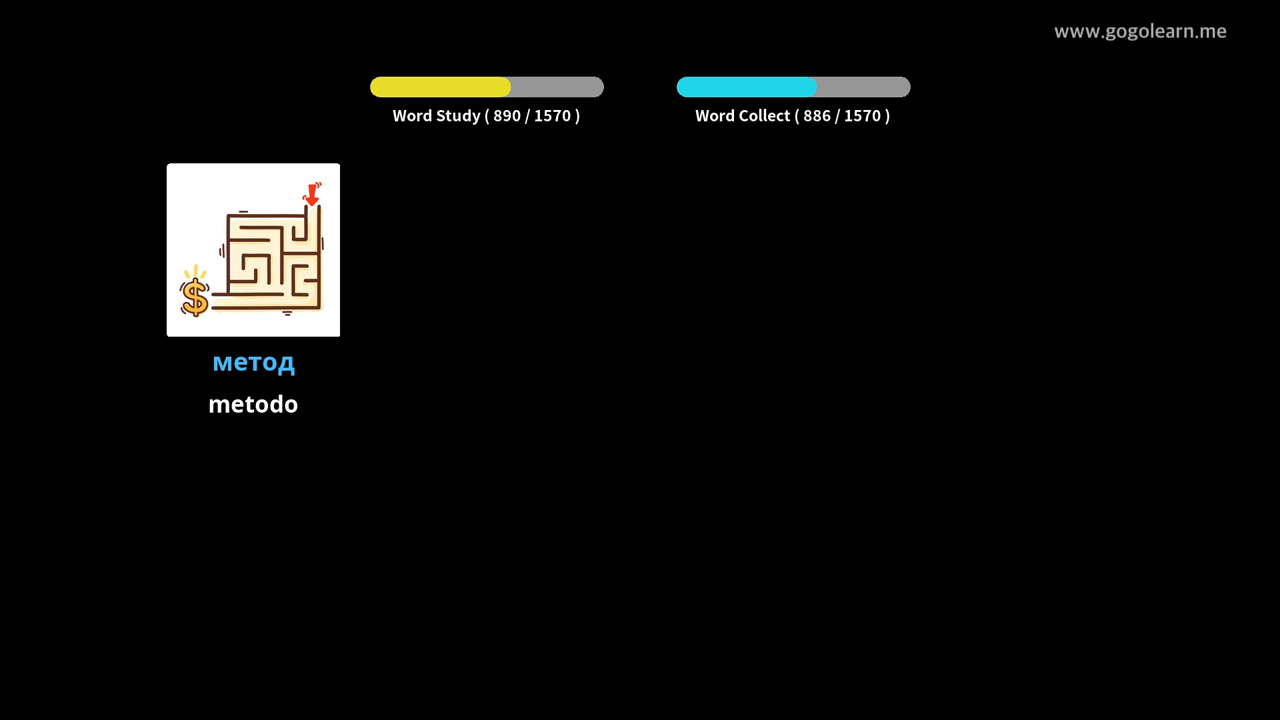 www.gogolearn.me
Word Study ( 890 / 1570 )
Word Collect ( 886 / 1570 )
$
метод
metodo